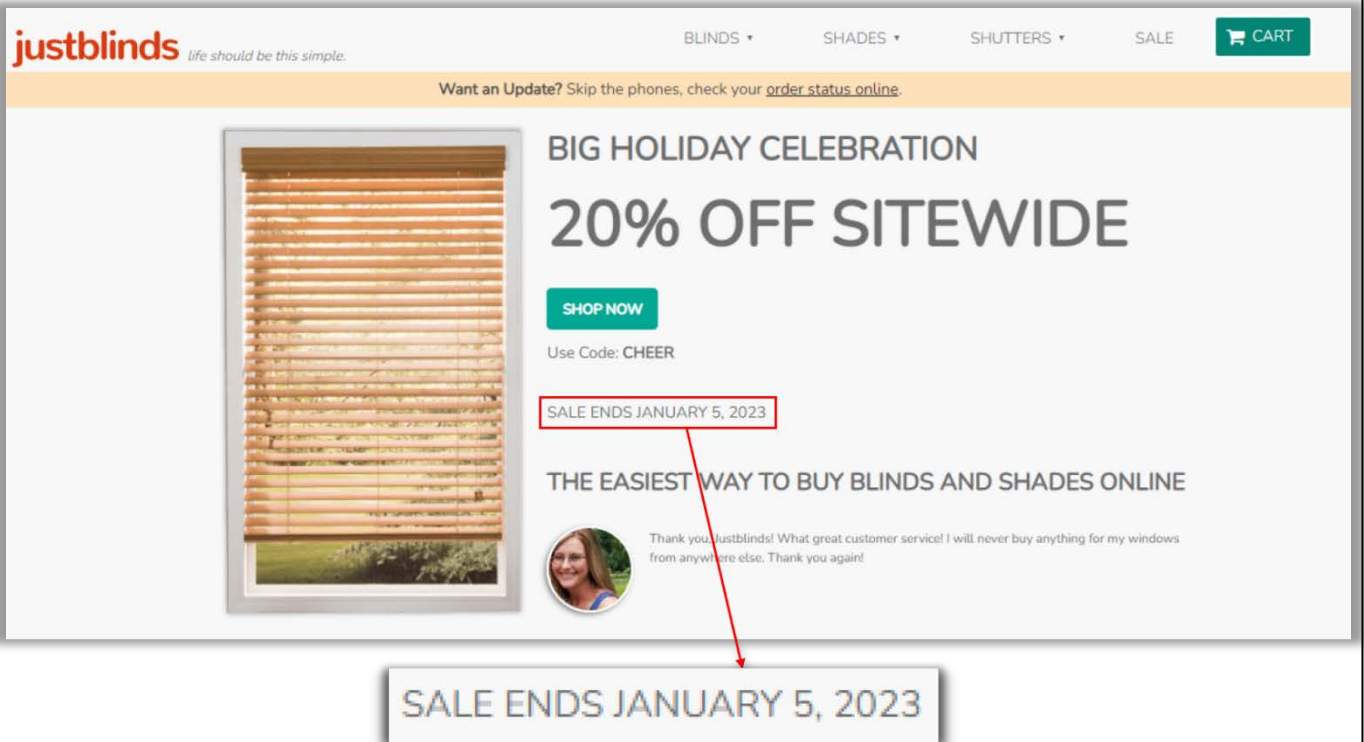 justblinds life should be this simple.
BLINDS ▾ SHADES ▾ SHUTTERS ▾ SALE CART
Want an Update? Skip the phones, check your order status online.
BIG HOLIDAY CELEBRATION
20% OFF SITEWIDE
SHOP NOW
Use Code: CHEER
SALE ENDS JANUARY 5, 2023
THE EASIEST WAY TO BUY BLINDS AND SHADES ONLINE
Thank you, Justblinds! What great customer service! I will never buy anything for my windows
from anywhere else. Thank you again!
SALE ENDS JANUARY 5, 2023